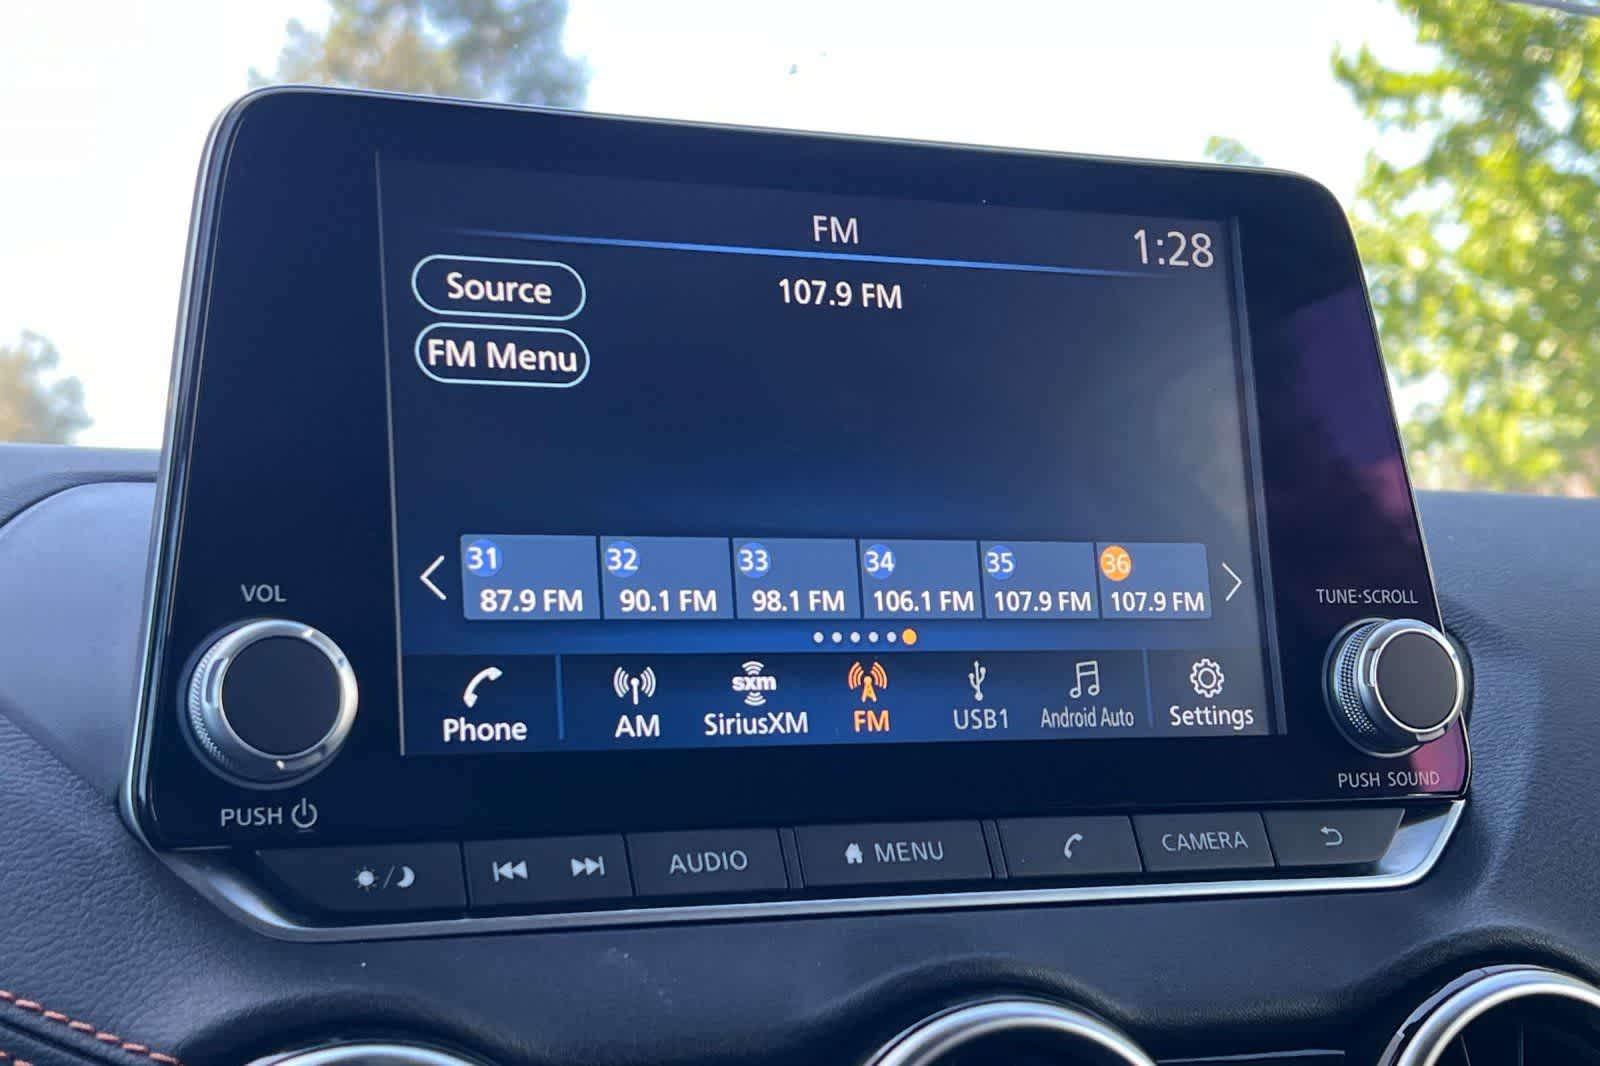 FM
1:28
Source
107.9 FM
FM Menu
31 32 33 34 35 36
87.9 FM 90.1 FM 98.1 FM 106.1 FM 107.9 FM 107.9 FM
sxm
Phone AM SiriusXM FM USB1 Android Auto Settings
VOL
PUSH
TUNE·SCROLL
PUSH SOUND
AUDIO MENU CAMERA